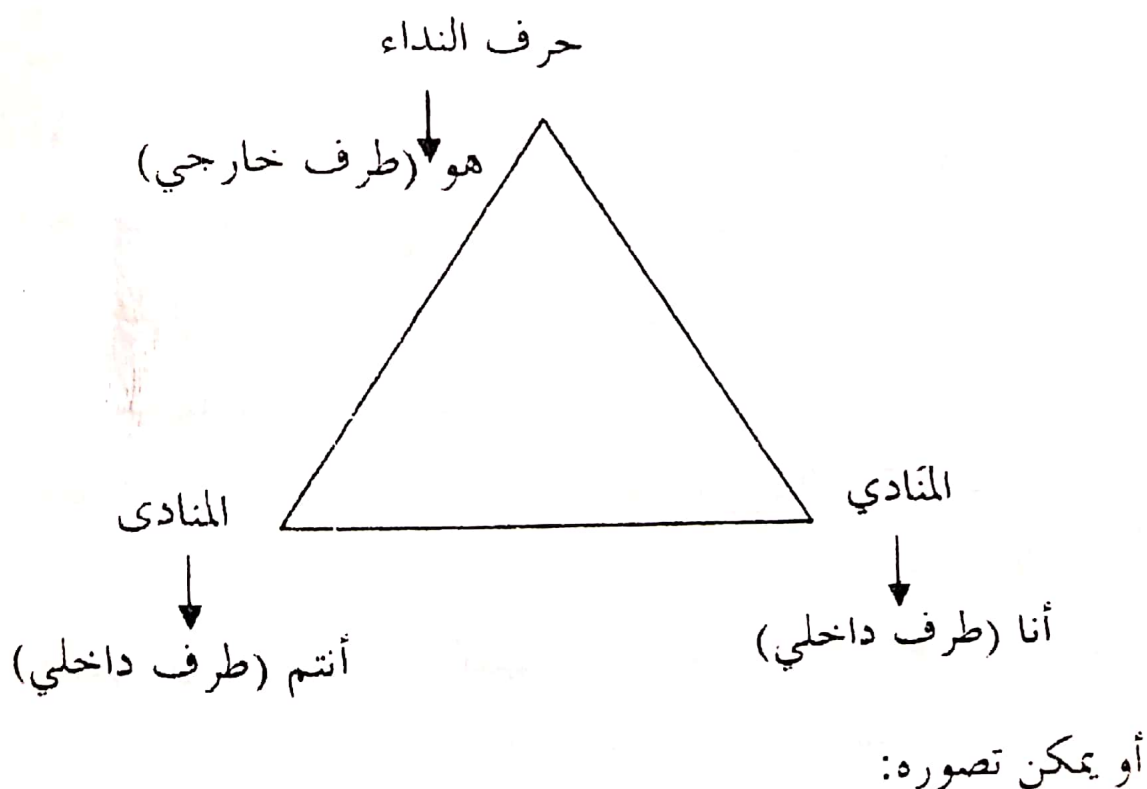 حرف النداء
هو (طرف خارجي)
المنَادي
المنادى
أنا (طرف داخلي)
أنتم (طرف داخلي)
أو يمكن تصوره: